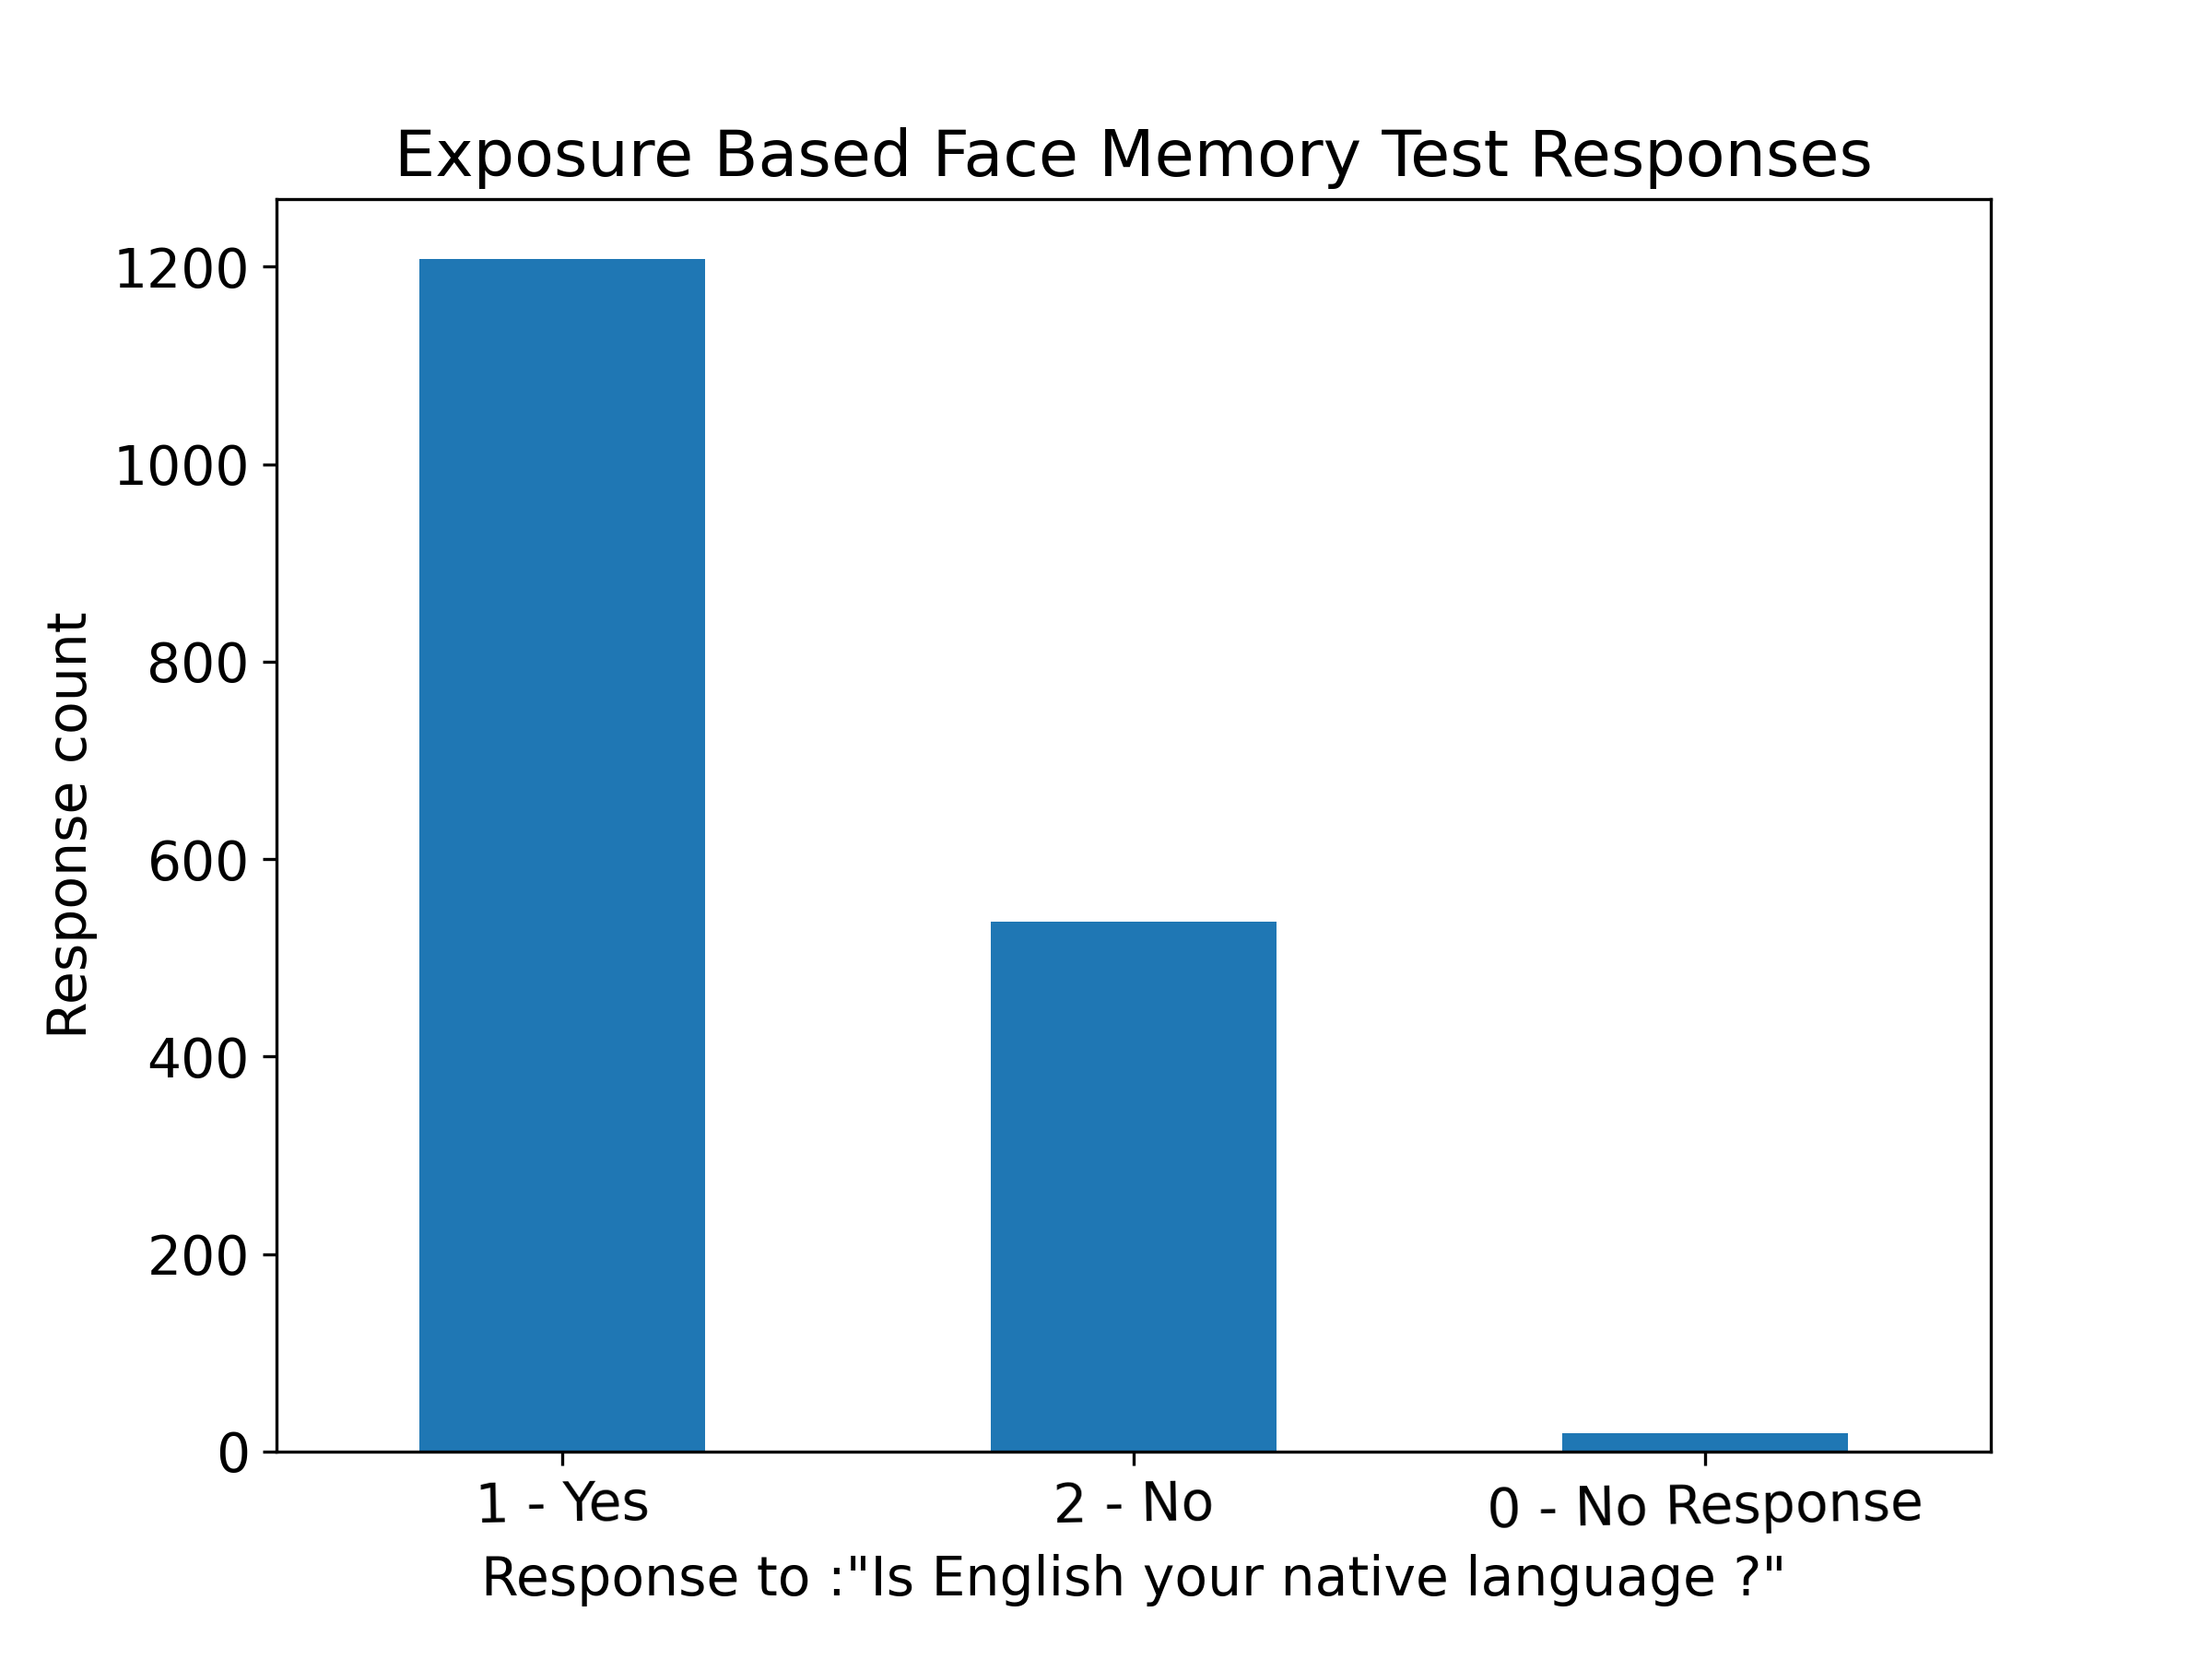 Exposure Based Face Memory Test Responses
1200
1000
800
600
400
200
0
Response count
1 - Yes
2 - No
0 - No Response
Response to :"Is English your native language ?"